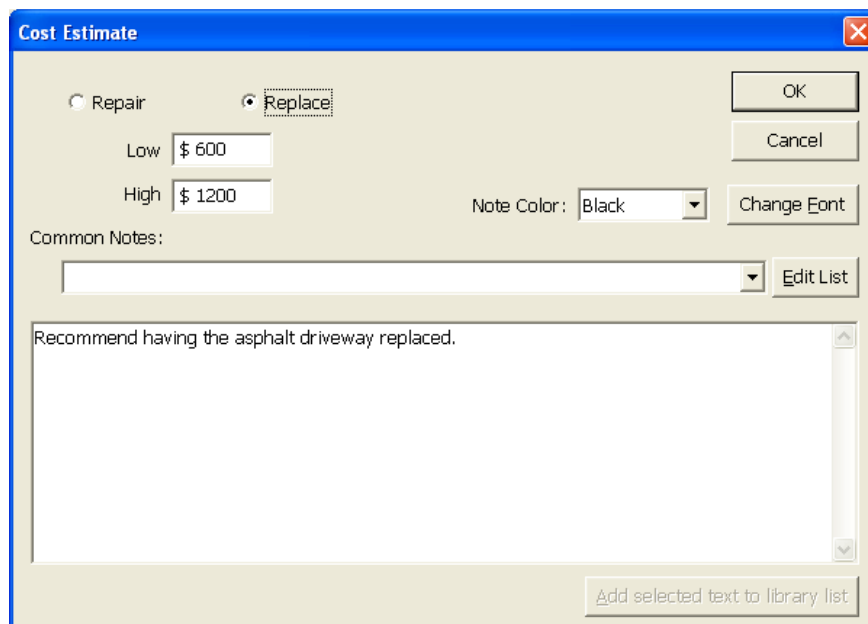 Cost Estimate
Repair
Replace
OK
Low $ 600
Cancel
High $ 1200
Note Color: Black
Change Font
Common Notes:
Edit List
Recommend having the asphalt driveway replaced.
Add selected text to library list